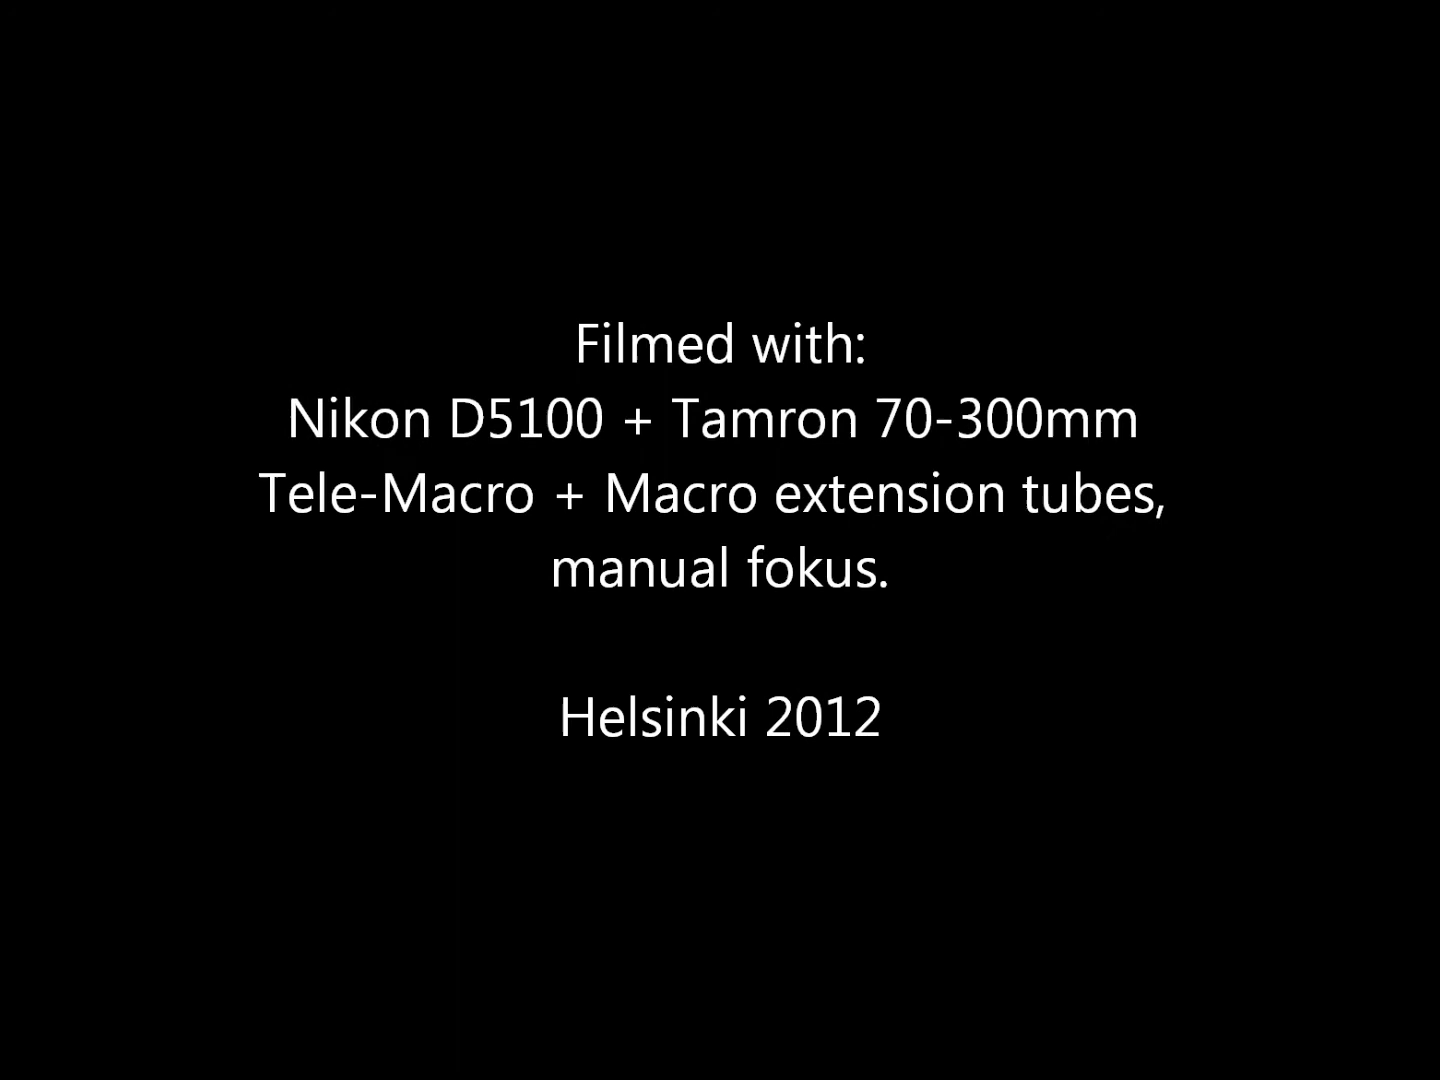 Filmed with:
Nikon D5100 + Tamron 70-300mm
Tele-Macro + Macro extension tubes,
manual fokus.
Helsinki 2012